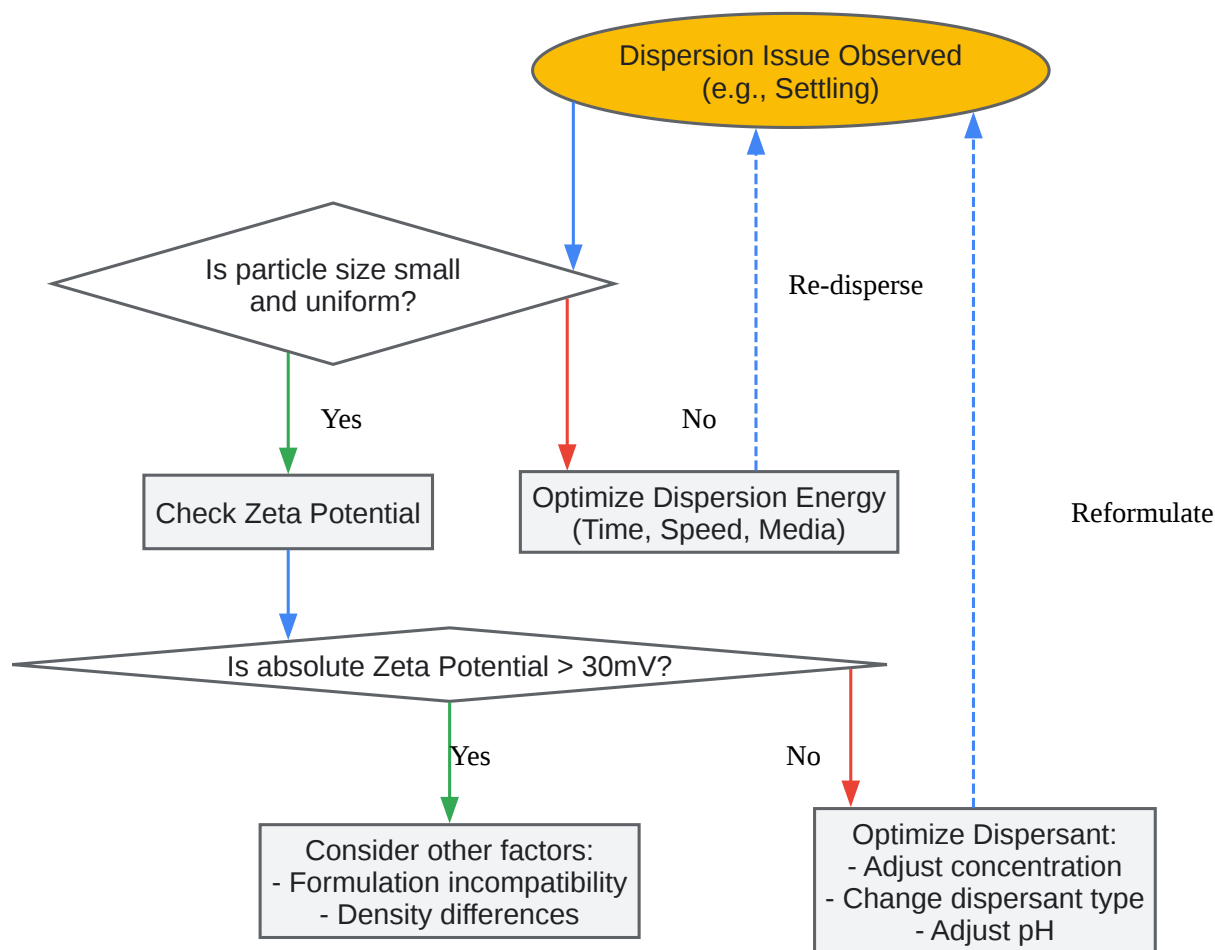 Dispersion Issue Observed
(e.g., Settling)
Is particle size small
and uniform?
Re-disperse
Yes
No
Check Zeta Potential
Optimize Dispersion Energy
(Time, Speed, Media)
Reformulate
Is absolute Zeta Potential > 30mV?
Yes
No
Consider other factors:
- Formulation incompatibility
- Density differences
Optimize Dispersant:
- Adjust concentration
- Change dispersant type
- Adjust pH